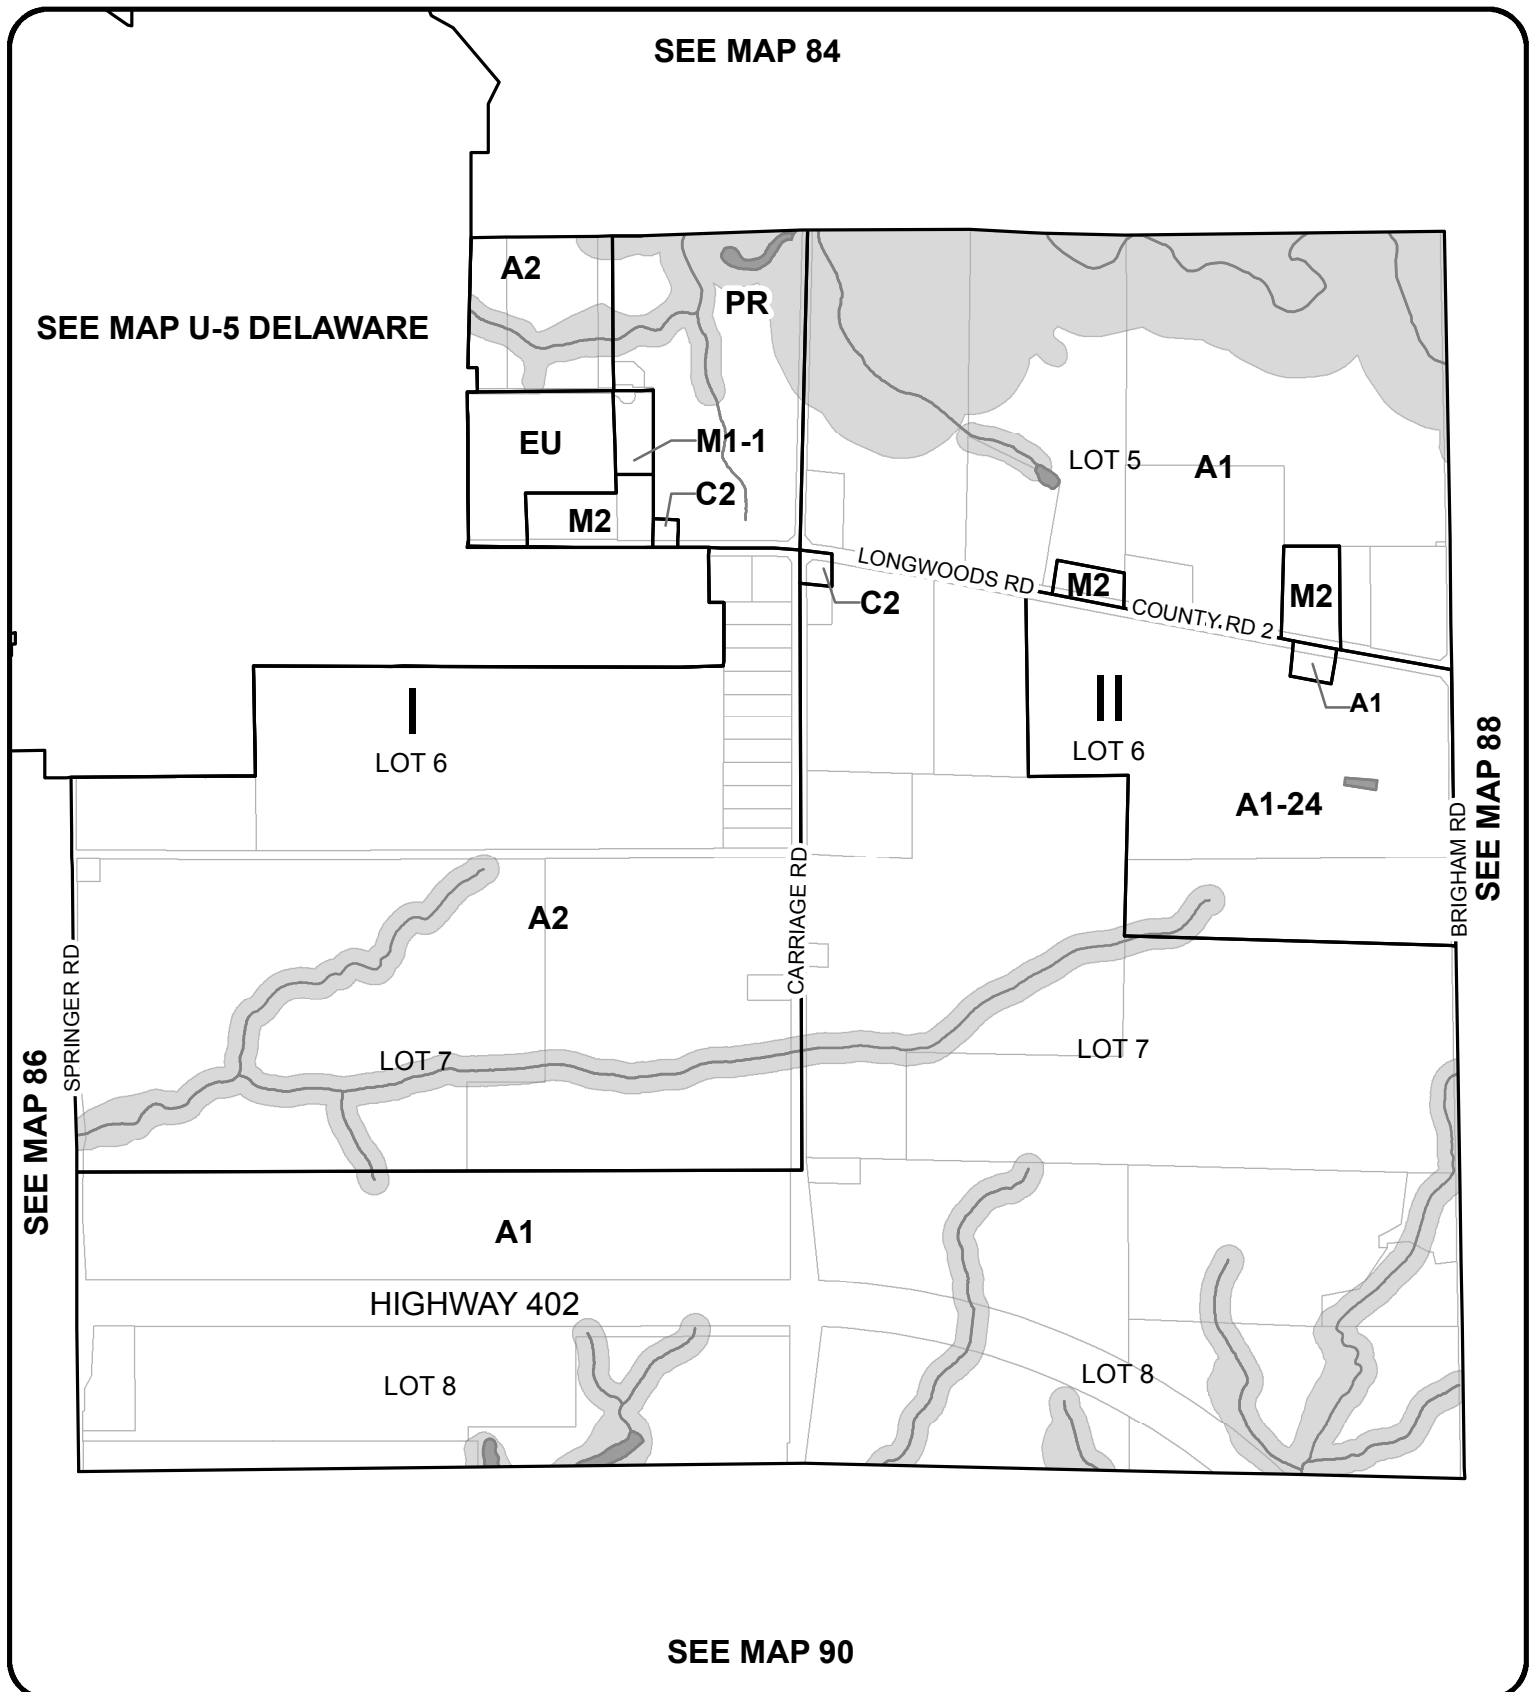 SEE MAP 84
A2
PR
SEE MAP U-5 DELAWARE
EU
M1-1
LOT 5
A1
C2
M2
LONGWOODS RD
M2
COUNTY RD 2
M2
C2
A1
I
LOT 6
II
LOT 6
A1-24
SEE MAP 88
BRIGHAM RD
A2
CARRIAGE RD
SPRINGER RD
LOT 7
LOT 7
SEE MAP 86
A1
HIGHWAY 402
LOT 8
LOT 8
SEE MAP 90